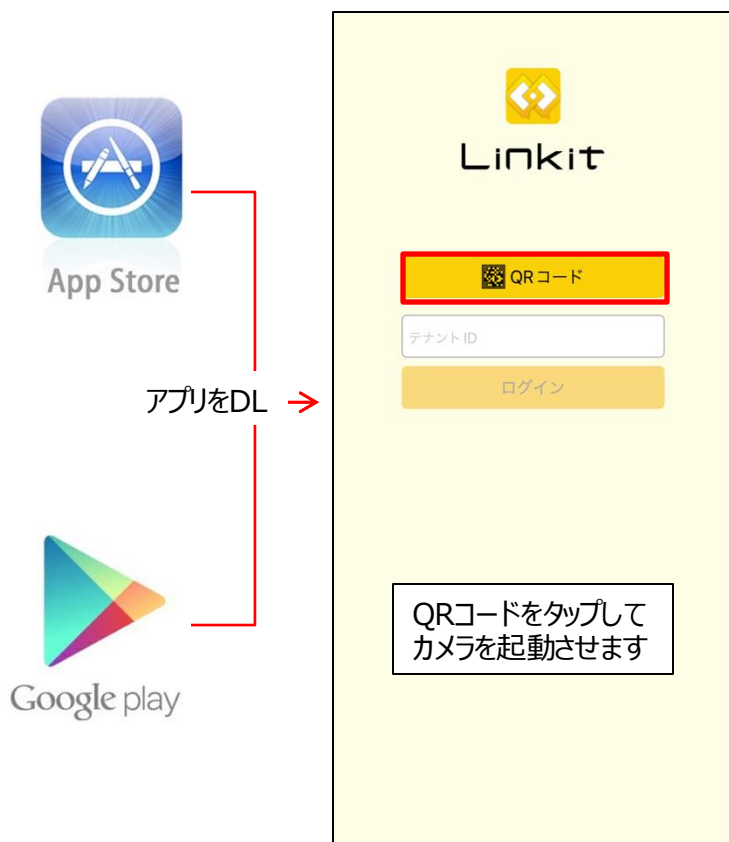 App Store
アプリをDL
Google play
Linkit
QRコード
テナントID
ログイン
QRコードをタップして
カメラを起動させます